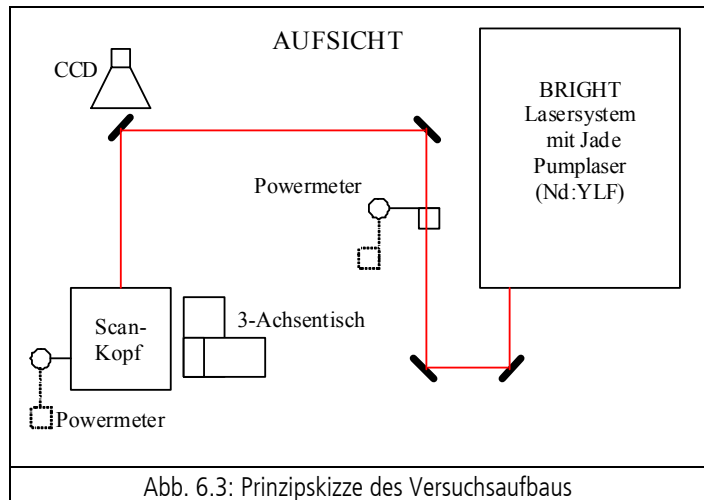 AUFSICHT
CCD
BRIGHT
Lasersystem
mit Jade
Pumplaser
(Nd:YLF)
Powermeter
3-Achsentisch
Scan-
Kopf
Powermeter
Abb. 6.3: Prinzipskizze des Versuchsaufbaus